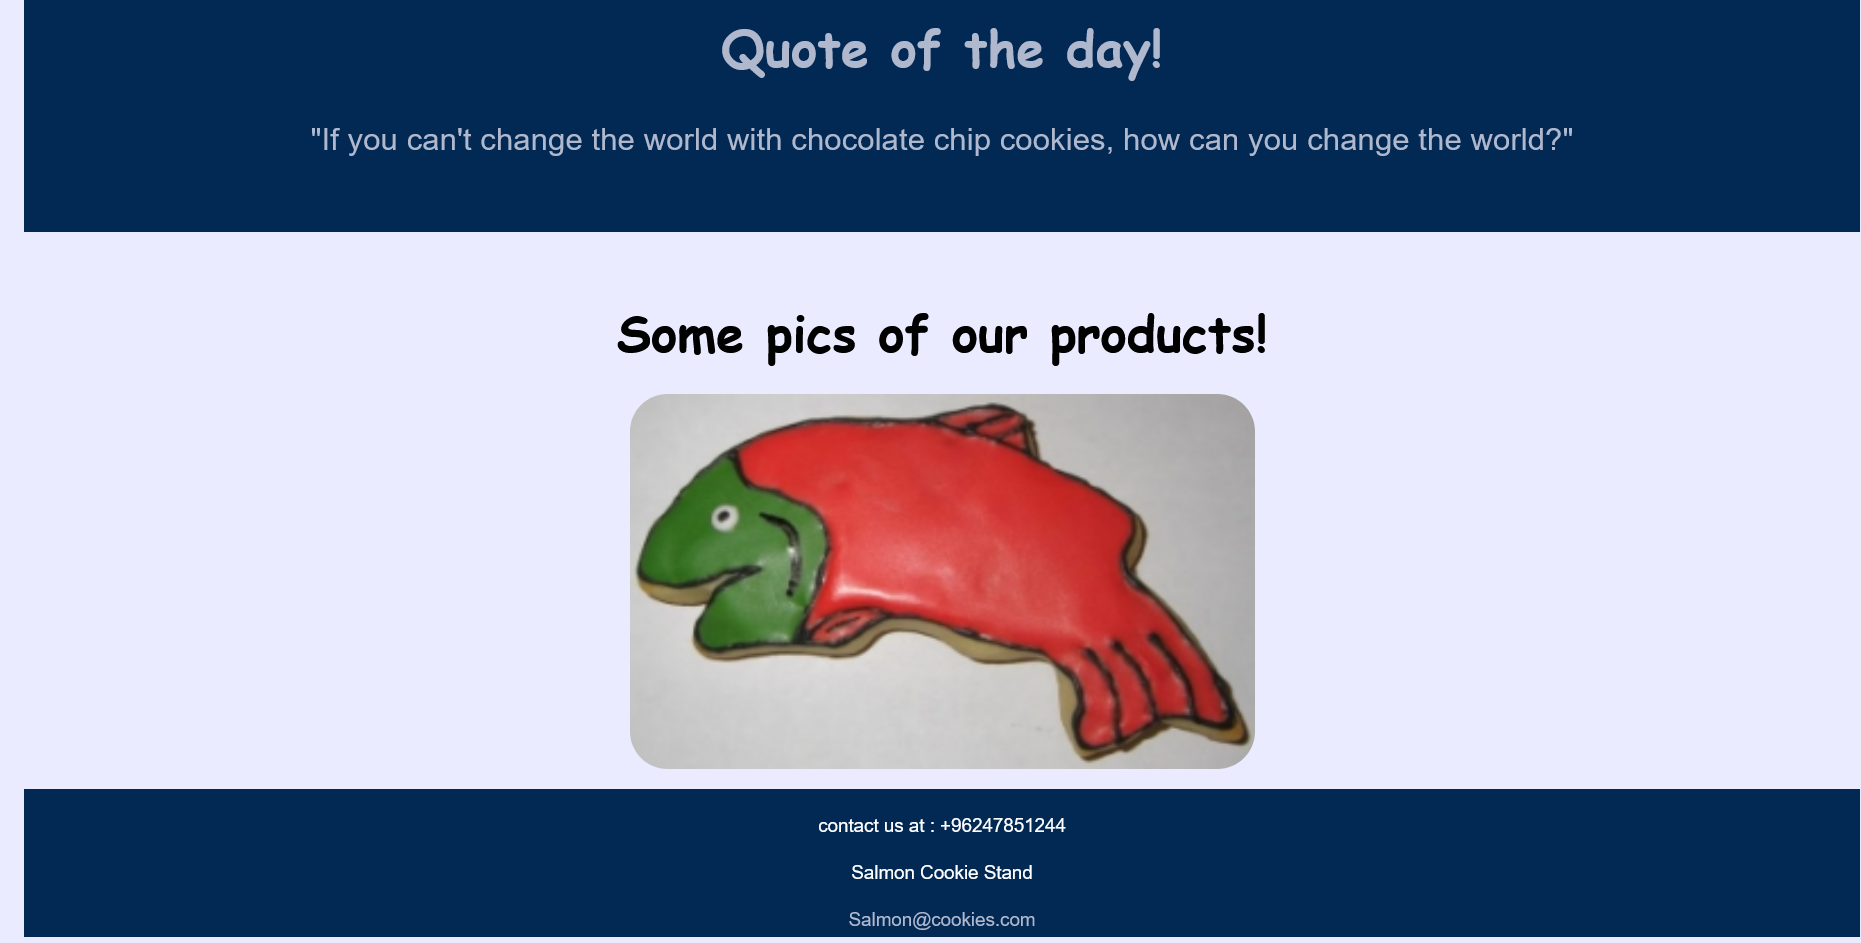 Quote of the day!
"If you can't change the world with chocolate chip cookies, how can you change the world?"
Some pics of our products!
contact us at : +96247851244
Salmon Cookie Stand
Salmon@cookies.com